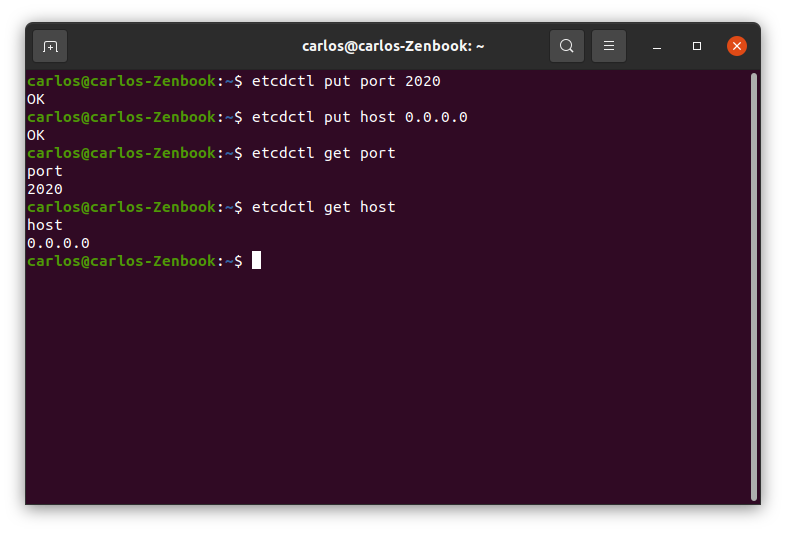 carlos@carlos-Zenbook: ~
carlos@carlos-Zenbook:~$ etcdctl put port 2020
OK
carlos@carlos-Zenbook:~$ etcdctl put host 0.0.0.0
OK
carlos@carlos-Zenbook:~$ etcdctl get port
port
2020
carlos@carlos-Zenbook:~$ etcdctl get host
host
0.0.0.0
carlos@carlos-Zenbook:~$